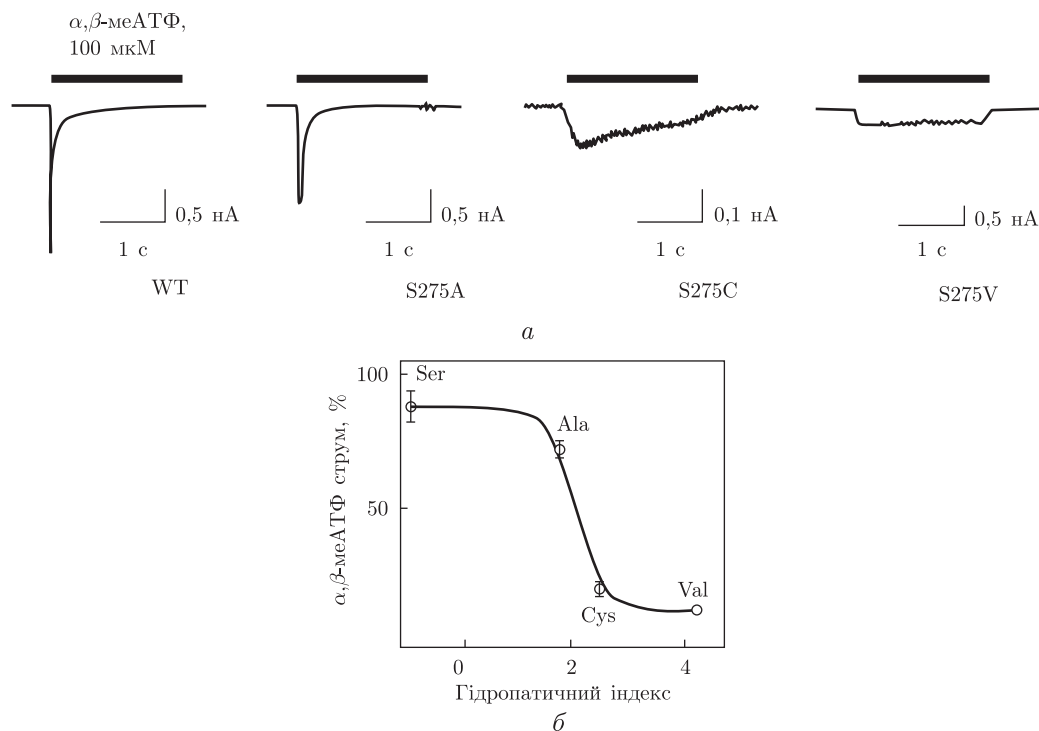 α,β-меАТФ,
100 мкМ
0,5 нА
1 с
WT
0,5 нА
1 с
S275A
0,1 нА
1 с
S275C
0,5 нА
1 с
S275V
а
α,β-меАТФ струм, %
100
50
Ser
Ala
Cys
Val
0 2 4
Гідропатичний індекс
б